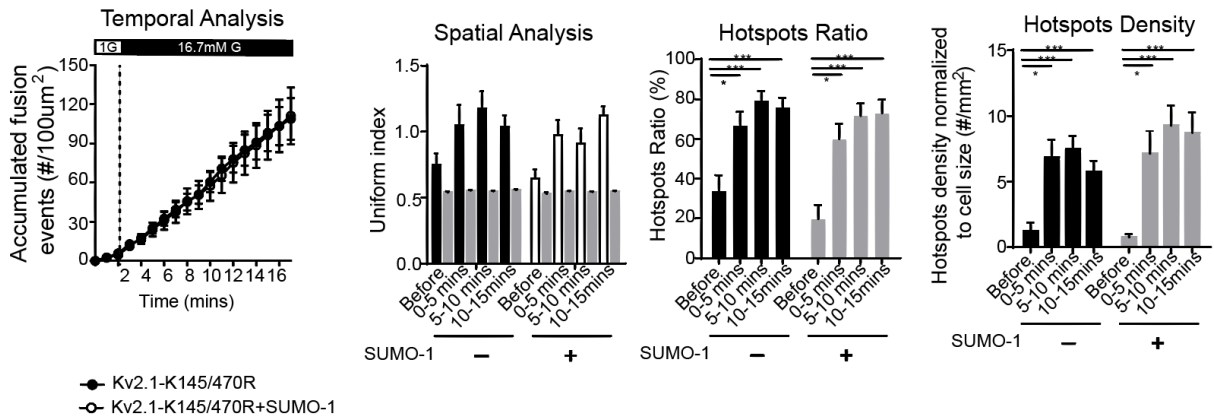 Temporal Analysis
1G
16.7mM G
Accumulated fusion
events (#/100um2)
150
120
90
60
30
0
2
4
6
8
10
12
14
16
Time (mins)
Kv2.1-K145/470R
Kv2.1-K145/470R+SUMO-1
Spatial Analysis
Uniform index
1.5
1.0
0.5
0.0
Before
0-5 mins
5-10 mins
10-15mins
Before
0-5 mins
5-10 mins
10-15mins
SUMO-1
−
+
Hotspots Ratio
Hotspots Ratio (%)
100
80
60
40
20
0
***
***
*
***
***
*
Before
0-5 mins
5-10 mins
10-15mins
Before
0-5 mins
5-10 mins
10-15mins
SUMO-1
−
+
Hotspots Density
Hotspots density normalized
to cell size (#/mm2)
15
10
5
0
***
***
*
***
***
*
Before
0-5 mins
5-10 mins
10-15mins
Before
0-5 mins
5-10 mins
10-15mins
SUMO-1
−
+